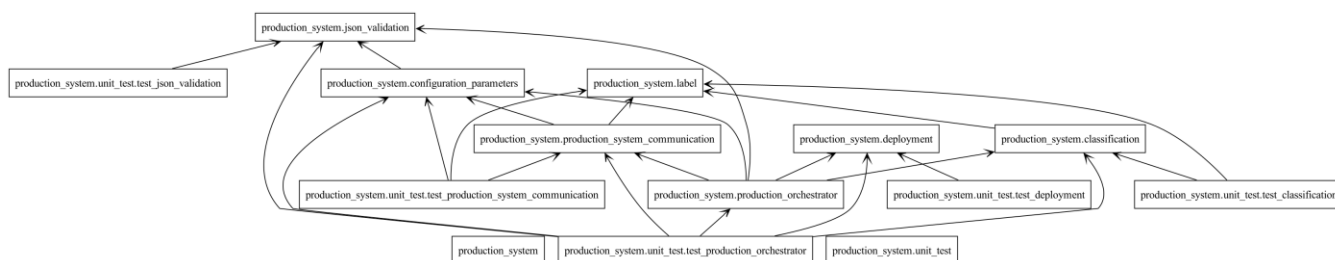 production_system.json_validation
production_system.unit_test.test_json_validation
production_system.configuration_parameters
production_system.label
production_system.production_system_communication
production_system.deployment
production_system.classification
production_system.unit_test.test_production_system_communication
production_system.production_orchestrator
production_system.unit_test.test_deployment
production_system.unit_test.test_classification
production_system
production_system.unit_test.test_production_orchestrator
production_system.unit_test